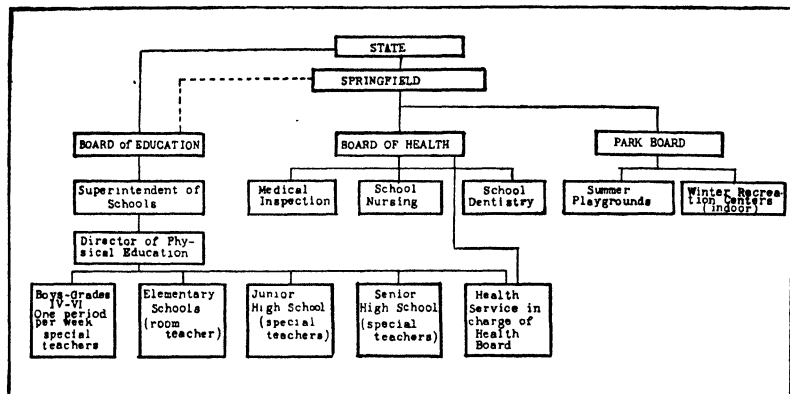 STATE
SPRINGFIELD
BOARD of EDUCATION
BOARD OF HEALTH
PARK BOARD
Superintendent of
Schools
Medical
Inspection
School
Nursing
School
Dentistry
Summer
Playgrounds
Winter Recrea-
tion Centers
(indoor)
Director of Phy-
sical Education
Boys-Grades
IV-VI
One period
per week
special
teachers
Elementary
Schools
(room
teacher)
Junior
High School
(special
teachers)
Senior
High School
(special
teachers)
Health
Service in
charge of
Health
Board